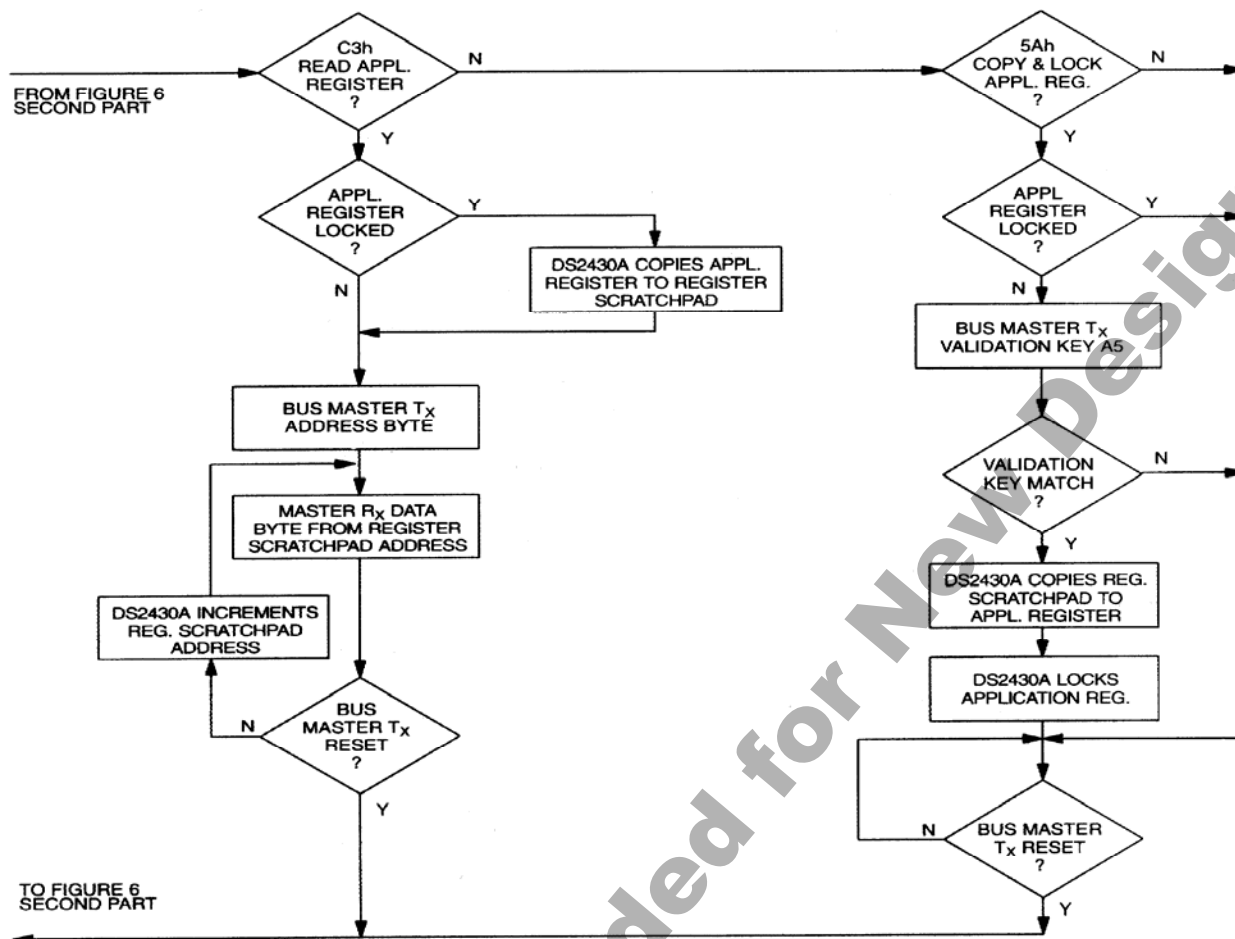 C3h
READ APPL.
REGISTER
?
N
Y
FROM FIGURE 6
SECOND PART
APPL.
REGISTER
LOCKED
?
Y
N
DS2430A COPIES APPL.
REGISTER TO REGISTER
SCRATCHPAD
BUS MASTER TX
ADDRESS BYTE
MASTER RX DATA
BYTE FROM REGISTER
SCRATCHPAD ADDRESS
DS2430A INCREMENTS
REG. SCRATCHPAD
ADDRESS
BUS
MASTER TX
RESET
?
N
Y
5Ah
COPY & LOCK
APPL. REG.
?
N
Y
APPL
REGISTER
LOCKED
?
Y
N
BUS MASTER TX
VALIDATION KEY A5
VALIDATION
KEY MATCH
?
N
Y
DS2430A COPIES REG.
SCRATCHPAD TO
APPL. REGISTER
DS2430A LOCKS
APPLICATION REG.
BUS MASTER
TX RESET
?
N
Y
TO FIGURE 6
SECOND PART
ded for New Design